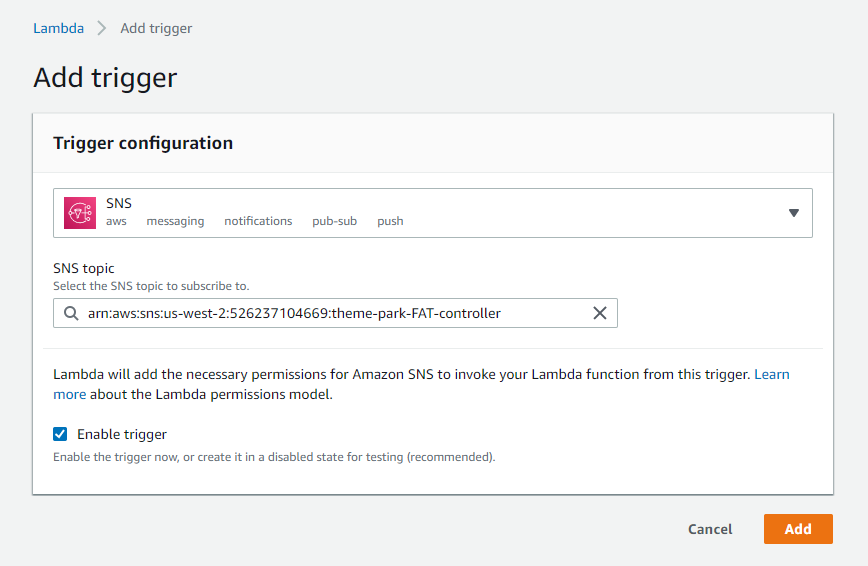 Lambda > Add trigger
Add trigger
Trigger configuration
SNS
aws messaging notifications pub-sub push
SNS topic
Select the SNS topic to subscribe to.
arn:aws:sns:us-west-2:526237104669:theme-park-FAT-controller
Lambda will add the necessary permissions for Amazon SNS to invoke your Lambda function from this trigger. Learn
more about the Lambda permissions model.
Enable trigger
Enable the trigger now, or create it in a disabled state for testing (recommended).
Cancel Add